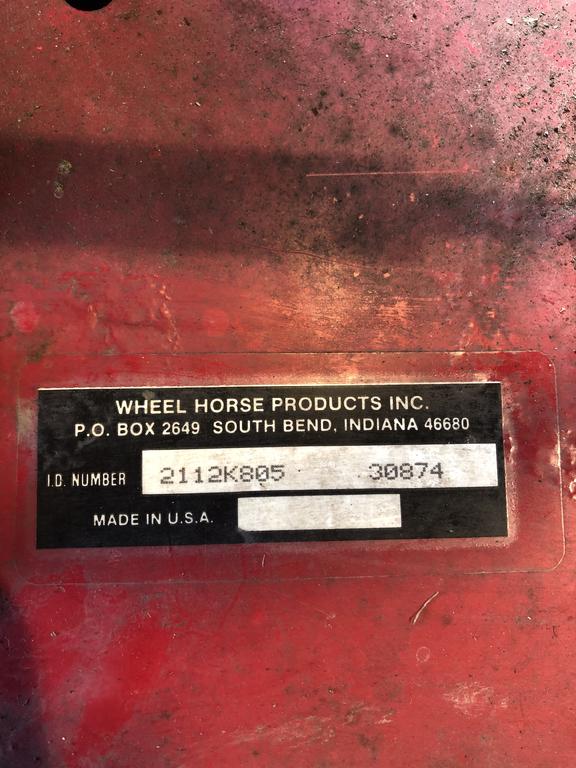 WHEEL HORSE PRODUCTS INC.
P.O. BOX 2649 SOUTH BEND, INDIANA 46680
I.D. NUMBER 2112K805 30874
MADE IN U.S.A.